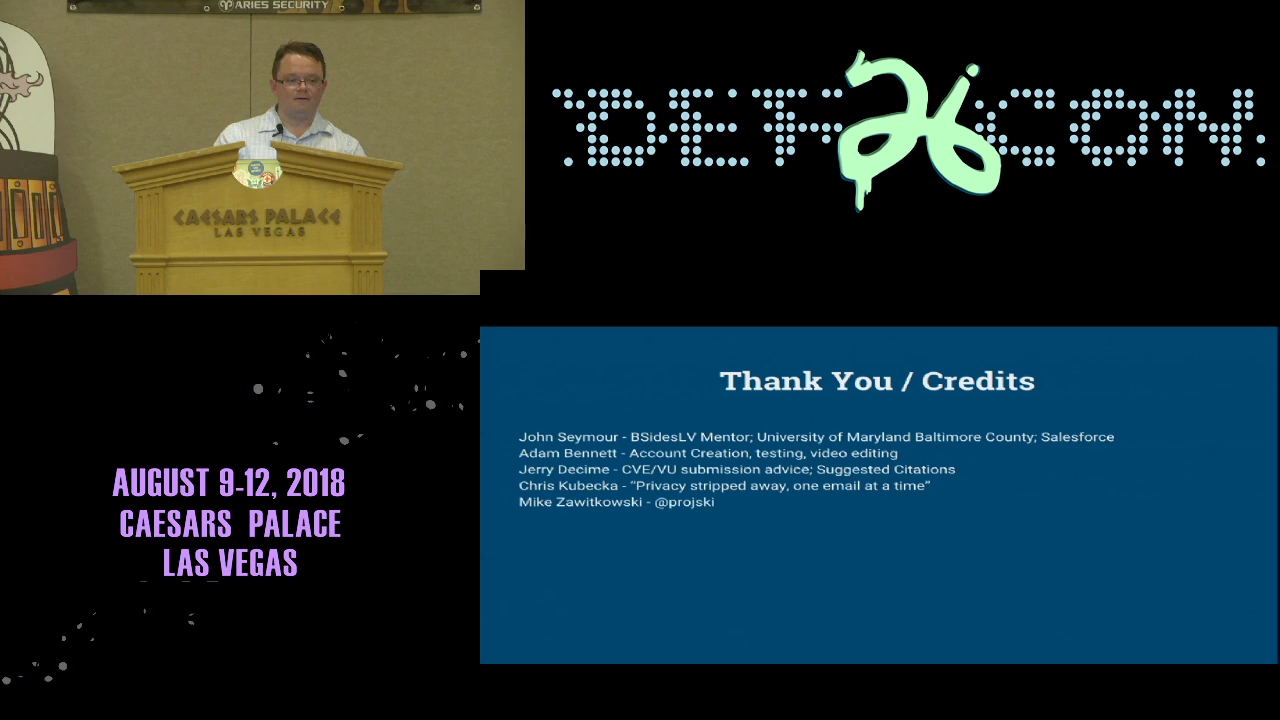 ARIES SECURITY
CAESARS PALACE
LAS VEGAS
DEF CON
26
AUGUST 9-12, 2018
CAESARS PALACE
LAS VEGAS
Thank You / Credits
John Seymour - BSidesLV Mentor; University of Maryland Baltimore County; Salesforce
Adam Bennett - Account Creation, testing, video editing
Jerry Decime - CVE/VU submission advice; Suggested Citations
Chris Kubecka - "Privacy stripped away, one email at a time"
Mike Zawitkowski - @projski